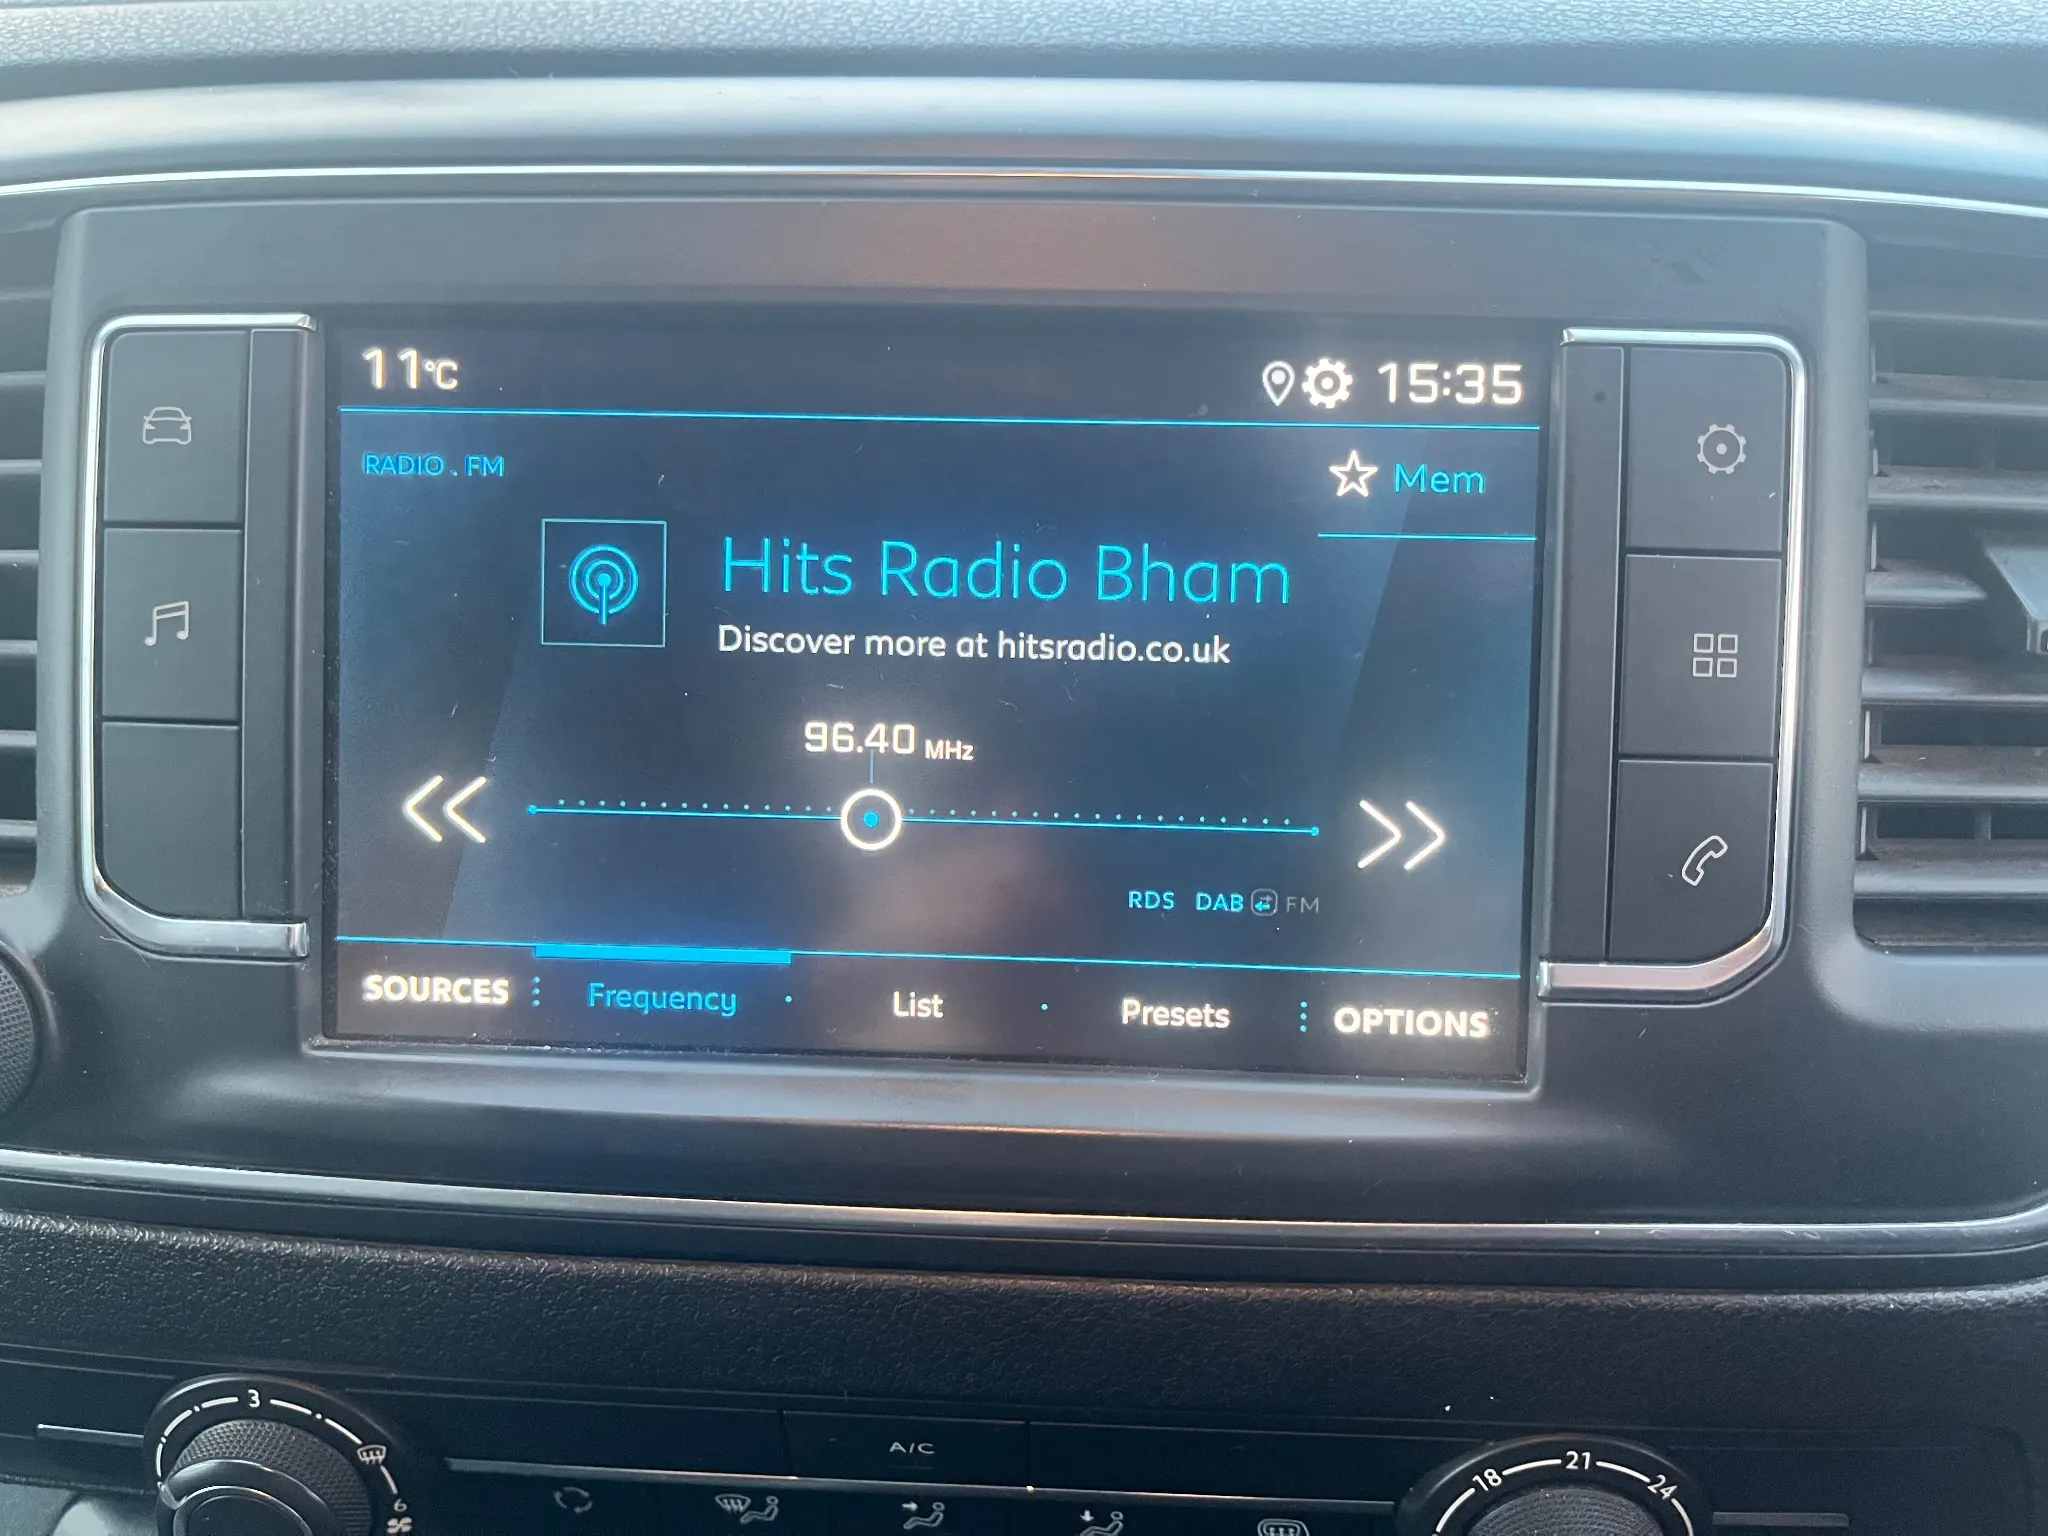 11°C 15:35
RADIO . FM
Mem
Hits Radio Bham
Discover more at hitsradio.co.uk
96.40 MHz
RDS DAB FM
SOURCES Frequency List Presets OPTIONS
3
A/C
21
18 24
6